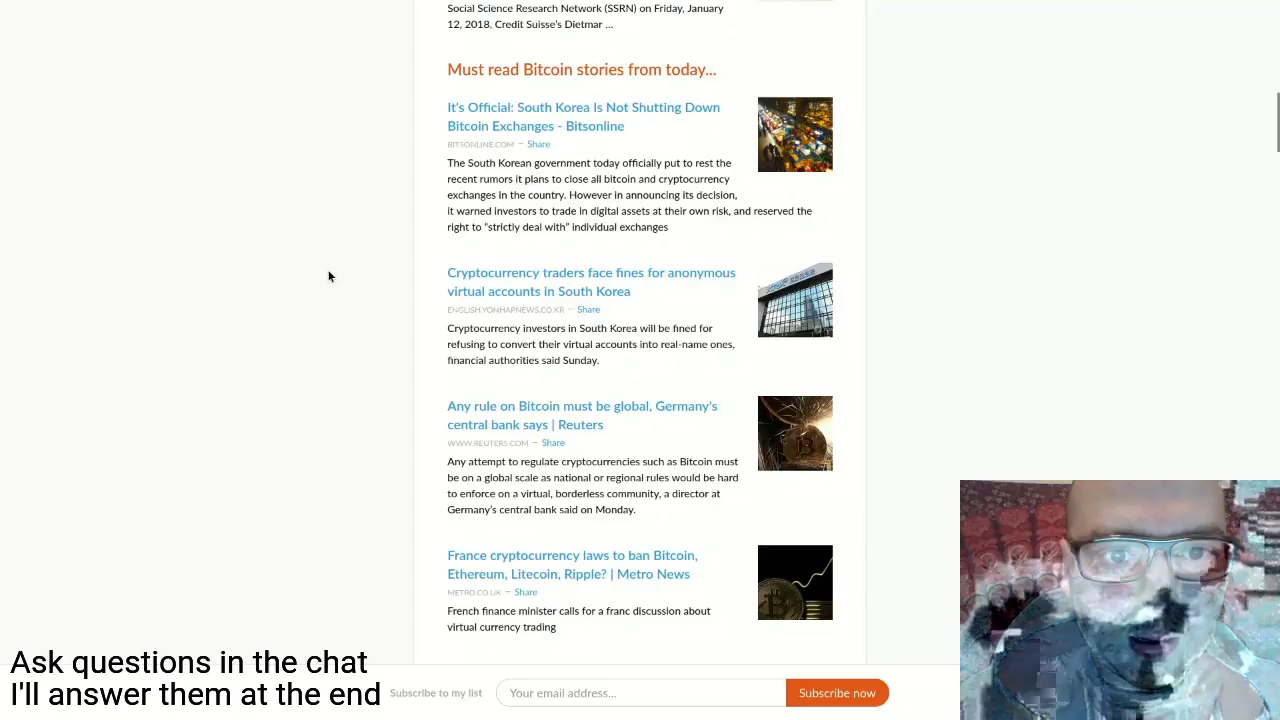 Social Science Research Network (SSRN) on Friday, January
12, 2018, Credit Suisse's Dietmar ...
Must read Bitcoin stories from today...
It's Official: South Korea Is Not Shutting Down
Bitcoin Exchanges - Bitsonline
BITSONLINE.COM – Share
The South Korean government today officially put to rest the
recent rumors it plans to close all bitcoin and cryptocurrency
exchanges in the country. However in announcing its decision,
it warned investors to trade in digital assets at their own risk, and reserved the
right to “strictly deal with” individual exchanges
Cryptocurrency traders face fines for anonymous
virtual accounts in South Korea
ENGLISH.YONHAPNEWS.CO.KR – Share
Cryptocurrency investors in South Korea will be fined for
refusing to convert their virtual accounts into real-name ones,
financial authorities said Sunday.
Any rule on Bitcoin must be global, Germany's
central bank says | Reuters
WWW.REUTERS.COM – Share
Any attempt to regulate cryptocurrencies such as Bitcoin must
be on a global scale as national or regional rules would be hard
to enforce on a virtual, borderless community, a director at
Germany's central bank said on Monday.
France cryptocurrency laws to ban Bitcoin,
Ethereum, Litecoin, Ripple? | Metro News
METRO.CO.UK – Share
French finance minister calls for a franc discussion about
virtual currency trading
Ask questions in the chat
I'll answer them at the end
Subscribe to my list
Your email address...
Subscribe now